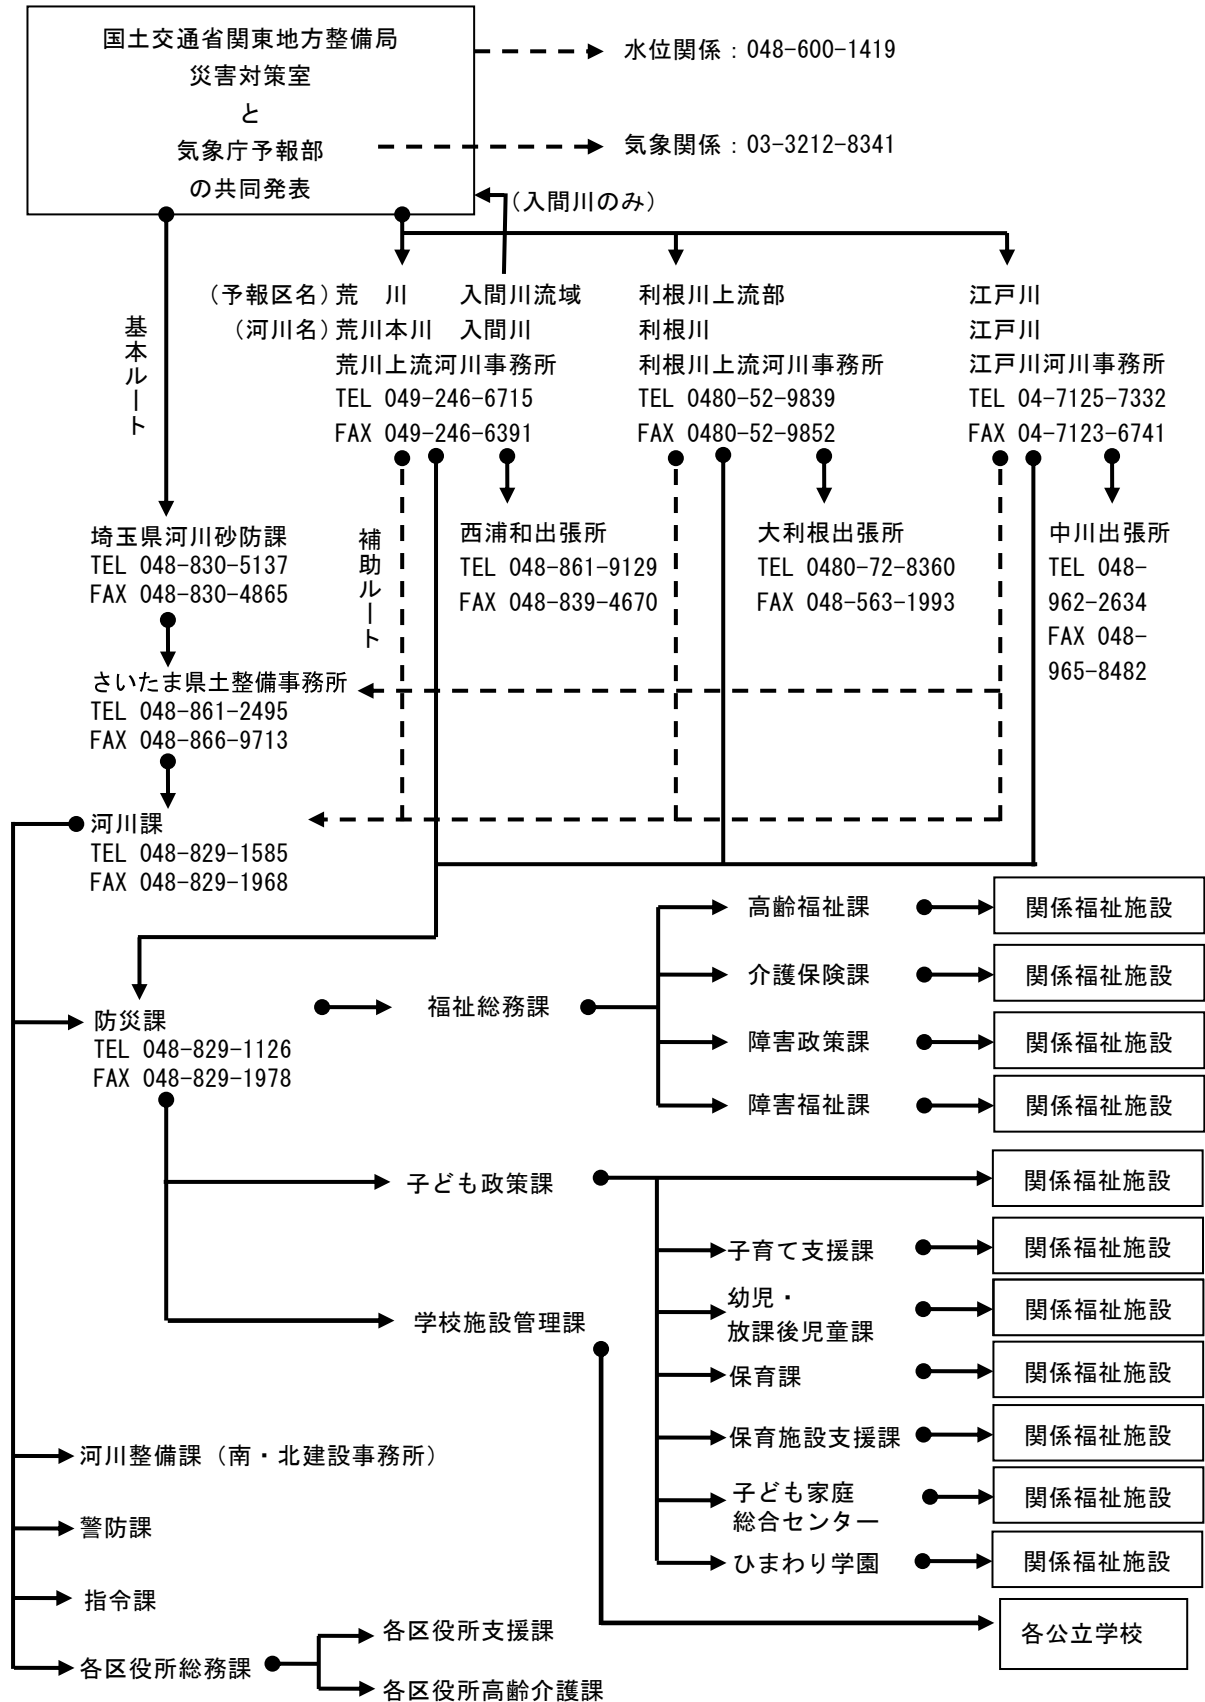 国土交通省関東地方整備局
災害対策室
と
気象庁予報部
の共同発表
水位関係：048-600-1419
気象関係：03-3212-8341
(入間川のみ)
基本ルート
(予報区名)荒　川　入間川流域
(河川名)荒川本川　入間川
荒川上流河川事務所
TEL 049-246-6715
FAX 049-246-6391
利根川上流部
利根川
利根川上流河川事務所
TEL 0480-52-9839
FAX 0480-52-9852
江戸川
江戸川
江戸川河川事務所
TEL 04-7125-7332
FAX 04-7123-6741
埼玉県河川砂防課
TEL 048-830-5137
FAX 048-830-4865
補助ルート
西浦和出張所
TEL 048-861-9129
FAX 048-839-4670
大利根出張所
TEL 0480-72-8360
FAX 048-563-1993
中川出張所
TEL 048-
962-2634
FAX 048-
965-8482
さいたま県土整備事務所
TEL 048-861-2495
FAX 048-866-9713
河川課
TEL 048-829-1585
FAX 048-829-1968
防災課
TEL 048-829-1126
FAX 048-829-1978
福祉総務課
高齢福祉課
関係福祉施設
介護保険課
関係福祉施設
障害政策課
関係福祉施設
障害福祉課
関係福祉施設
子ども政策課
関係福祉施設
子育て支援課
関係福祉施設
幼児・
放課後児童課
関係福祉施設
学校施設管理課
保育課
関係福祉施設
保育施設支援課
関係福祉施設
子ども家庭
総合センター
関係福祉施設
ひまわり学園
関係福祉施設
各公立学校
河川整備課（南・北建設事務所）
警防課
指令課
各区役所総務課
各区役所支援課
各区役所高齢介護課